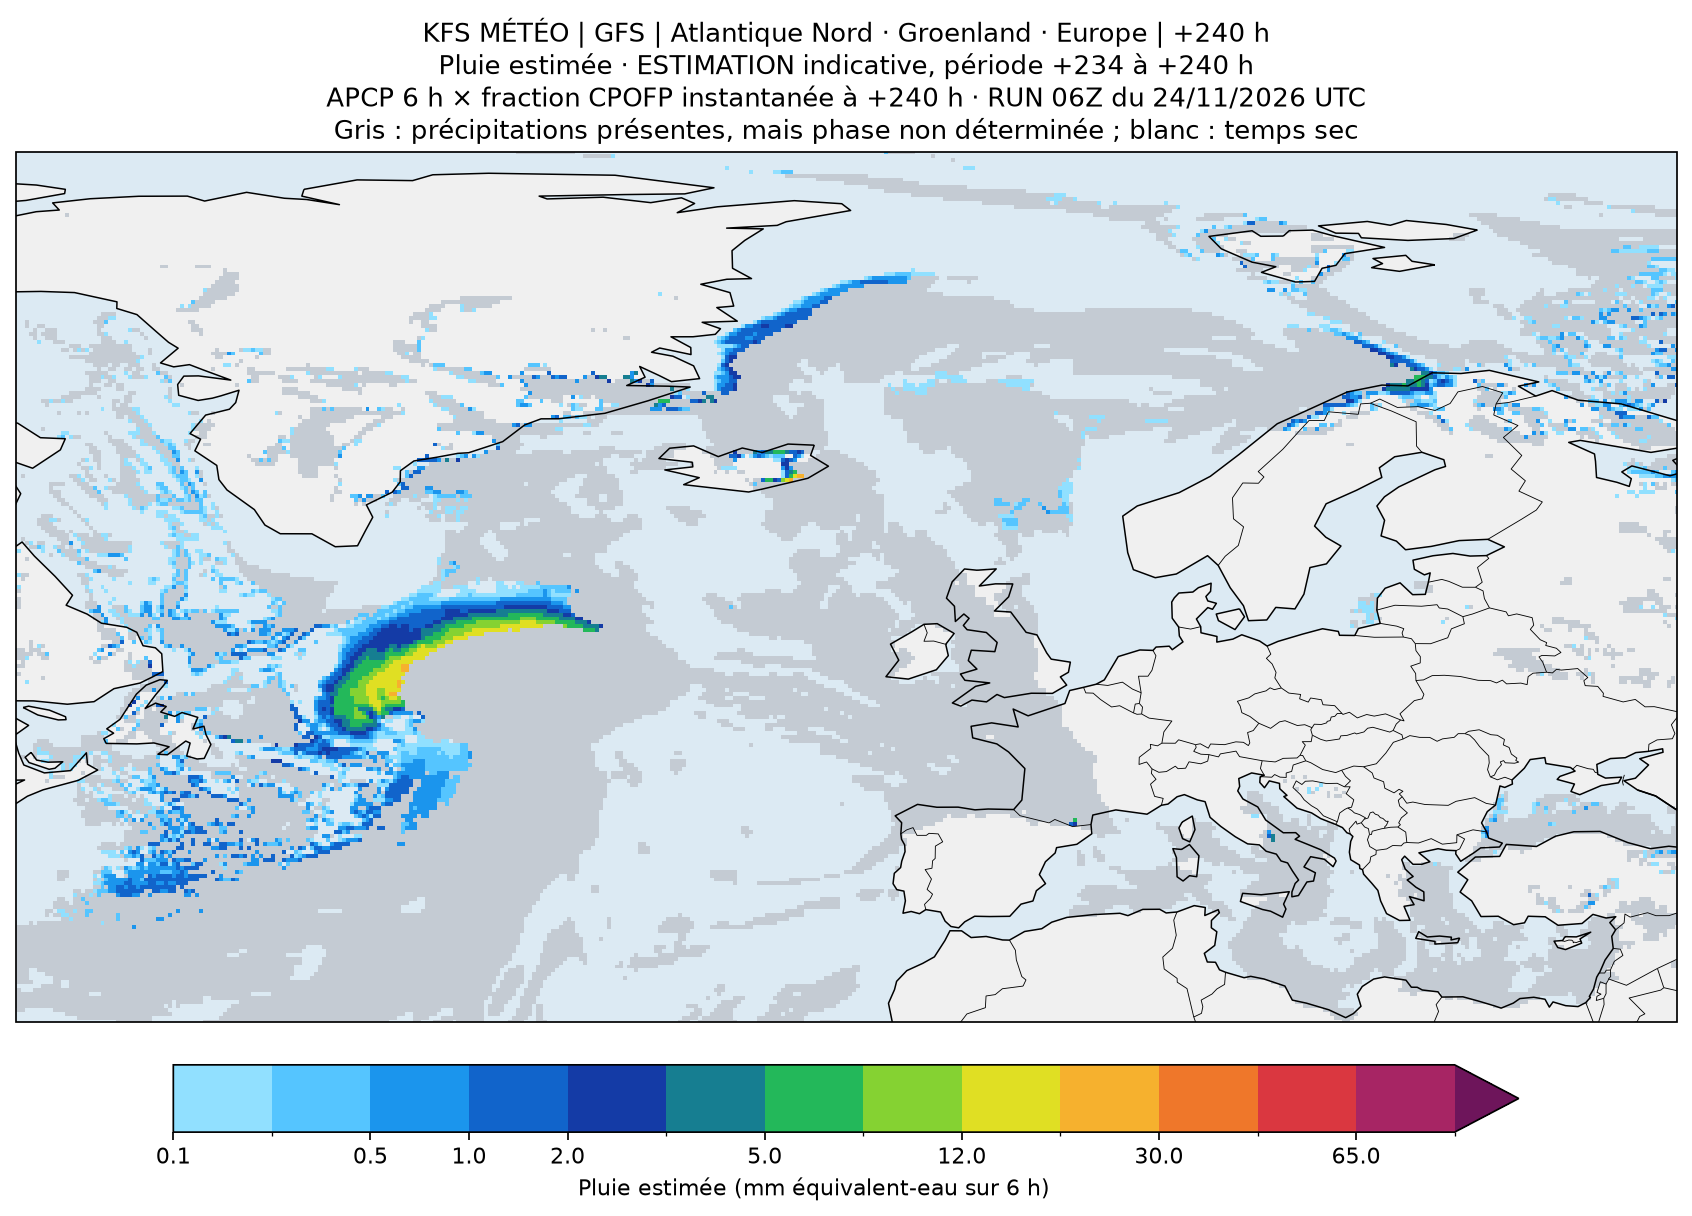 KFS MÉTÉO | GFS | Atlantique Nord · Groenland · Europe | +240 h
Pluie estimée · ESTIMATION indicative, période +234 à +240 h
APCP 6 h × fraction CPOFP instantanée à +240 h · RUN 06Z du 24/11/2026 UTC
Gris : précipitations présentes, mais phase non déterminée ; blanc : temps sec
0.1 0.5 1.0 2.0 5.0 12.0 30.0 65.0
Pluie estimée (mm équivalent-eau sur 6 h)